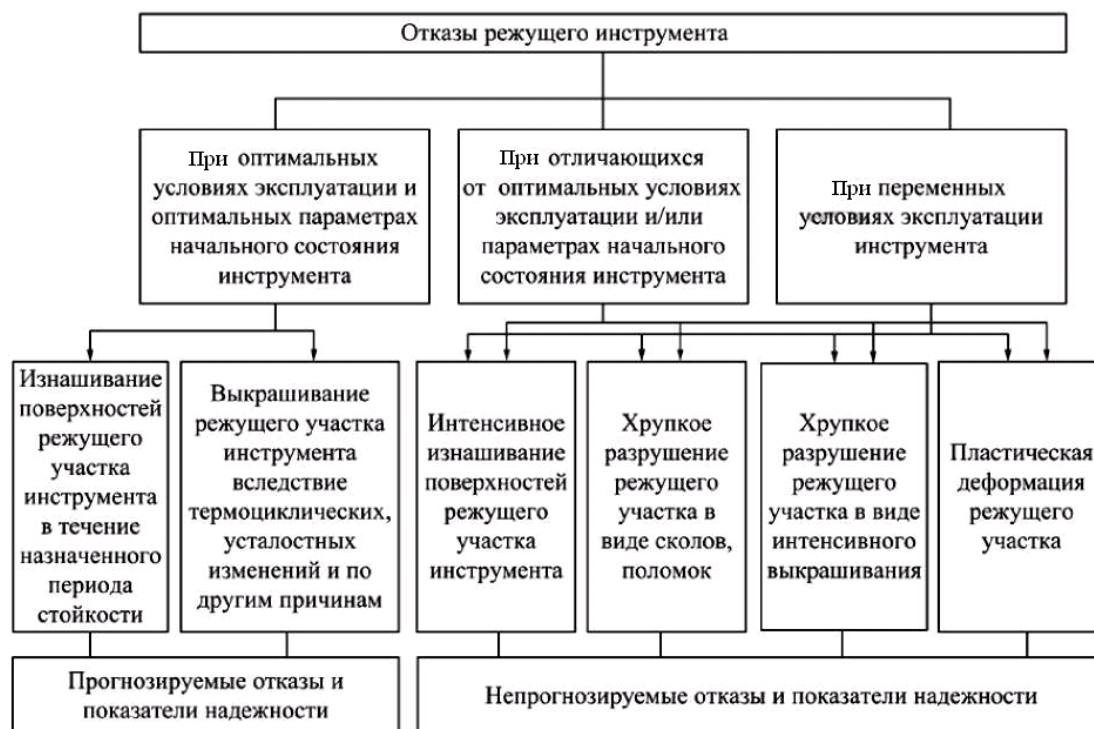 Отказы режущего инструмента
При оптимальных
условиях эксплуатации и
оптимальных параметрах
начального состояния
инструмента
При отличающихся
от оптимальных условиях
эксплуатации и/или
параметрах начального
состояния инструмента
При переменных
условиях эксплуатации
инструмента
Изнашивание
поверхностей
режущего
участка
инструмента
в течение
назначенного
периода
стойкости
Выкрашивание
режущего участка
инструмента
вследствие
термоциклических,
усталостных
изменений и по
другим причинам
Интенсивное
изнашивание
поверхностей
режущего
участка
инструмента
Хрупкое
разрушение
режущего
участка в
виде сколов,
поломок
Хрупкое
разрушение
режущего
участка в виде
интенсивного
выкрашивания
Пластическая
деформация
режущего
участка
Прогнозируемые отказы и
показатели надежности
Непрогнозируемые отказы и показатели надежности